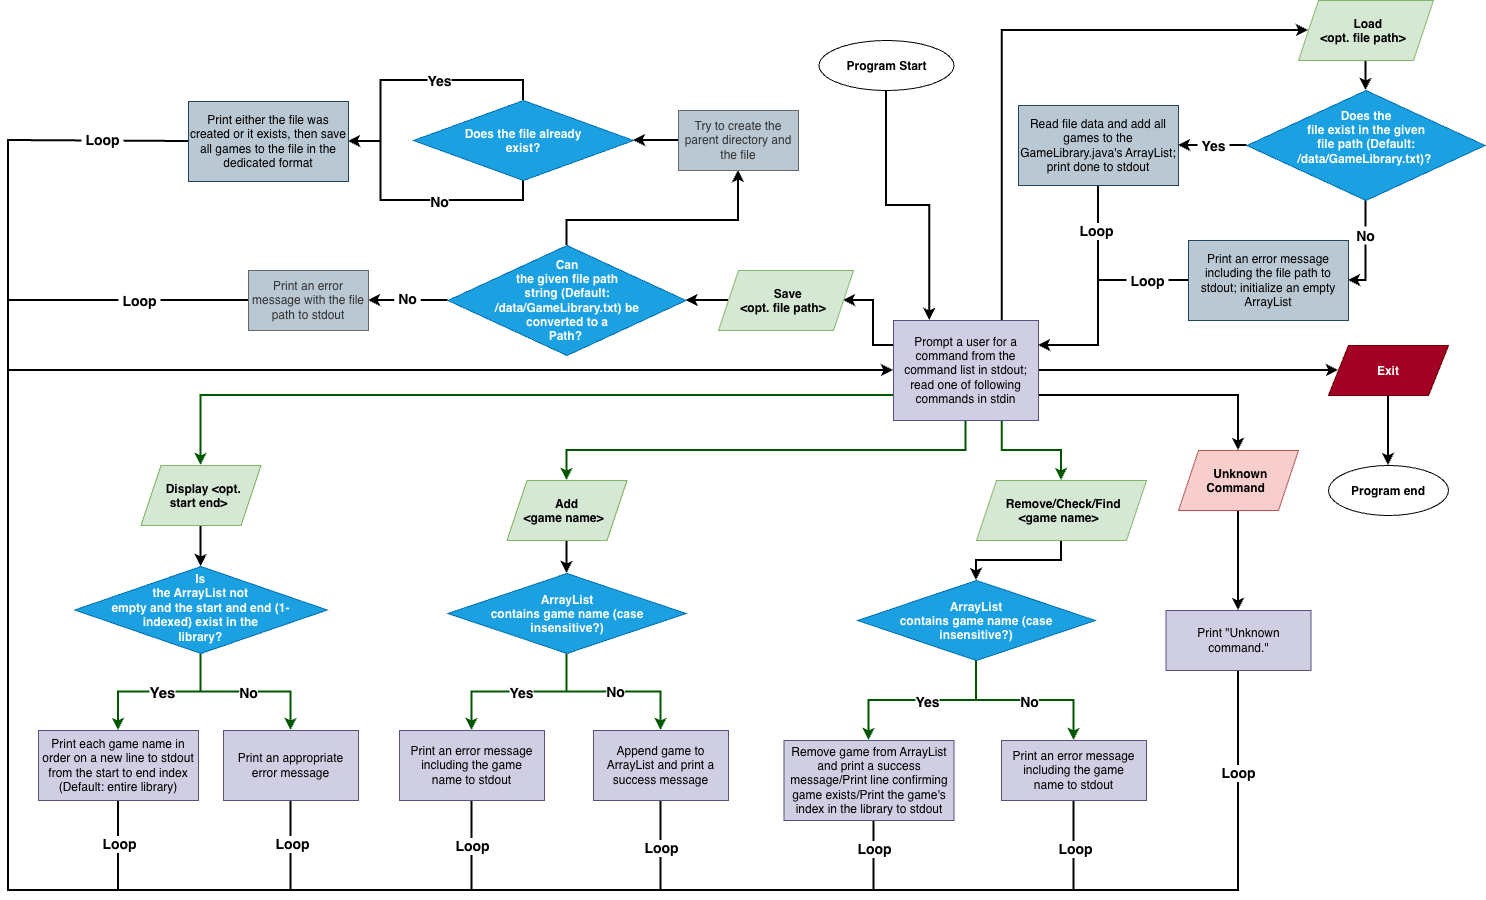 Load
<opt. file path>
Program Start
Yes
Print either the file was
created or it exists, then save
all games to the file in the
dedicated format
Loop
Does the file already
exist?
Try to create the
parent directory and
the file
Read file data and add all
games to the
GameLibrary.java's ArrayList;
print done to stdout
Yes
Does the
file exist in the given
file path (Default:
/data/GameLibrary.txt)?
No
Loop
No
Print an error message
including the file path to
stdout; initialize an empty
ArrayList
Loop
Print an error
message with the file
path to stdout
Loop
No
Can
the given file path
string (Default:
/data/GameLibrary.txt) be
converted to a
Path?
Save
<opt. file path>
Prompt a user for a
command from the
command list in stdout;
read one of following
commands in stdin
Exit
Display <opt.
start end>
Add
<game name>
Remove/Check/Find
<game name>
Unknown
Command
Program end
Is
the ArrayList not
empty and the start and end (1-
indexed) exist in the
library?
ArrayList
contains game name (case
insensitive?)
ArrayList
contains game name (case
insensitive?)
Print "Unknown
command."
Yes
No
Yes
No
Yes
No
Print each game name in
order on a new line to stdout
from the start to end index
(Default: entire library)
Print an appropriate
error message
Print an error message
including the game
name to stdout
Append game to
ArrayList and print a
success message
Remove game from ArrayList
and print a success
message/Print line confirming
game exists/Print the game's
index in the library to stdout
Print an error message
including the game
name to stdout
Loop
Loop
Loop
Loop
Loop
Loop
Loop